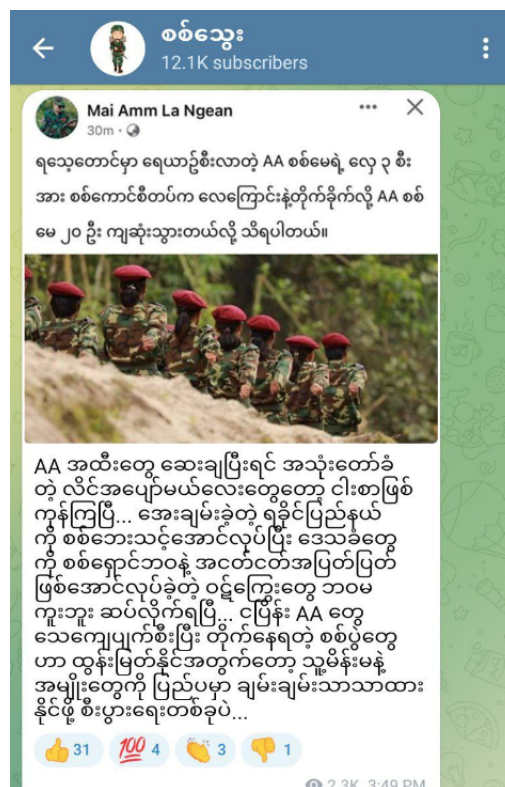 စစ်သွေး
12.1K subscribers
Mai Amm La Ngean
30m
ရသေ့တောင်မှာ ရေယာဥ်စီးလာတဲ့ AA စစ်မေရဲ့ လှေ ၃ စီး
အား စစ်ကောင်စီတပ်က လေကြောင်းနဲ့တိုက်ခိုက်လို့ AA စစ်
မေ ၂၀ ဦး ကျဆုံးသွားတယ်လို့ သိရပါတယ်။
AA အထီးတွေ ဆေးချပြီးရင် အသုံးတော်ခံ
တဲ့ လိင်အပျော်မယ်လေးတွေတော့ ငါးစာဖြစ်
ကုန်ကြပြီ... အေးချမ်းခဲ့တဲ့ ရခိုင်ပြည်နယ်
ကို စစ်ဘေးသင့်အောင်လုပ်ပြီး ဒေသခံတွေ
ကို စစ်ရှောင်ဘဝနဲ့ အငတ်ငတ်အပြတ်ပြတ်
ဖြစ်အောင်လုပ်ခဲ့တဲ့ ဝဋ်ကြွေးတွေ ဘဝမ
ကူးဘူး ဆပ်လိုက်ရပြီ... ငပြိန်း AA တွေ
သေကျေပျက်စီးပြီး တိုက်နေရတဲ့ စစ်ပွဲတွေ
ဟာ ထွန်းမြတ်နိုင်အတွက်တော့ သူ့မိန်းမနဲ့
အမျိုးတွေကို ပြည်ပမှာ ချမ်းချမ်းသာသာထား
နိုင်ဖို့ စီးပွားရေးတစ်ခုပဲ...
31 4 3 1
2.3K 3:49 PM